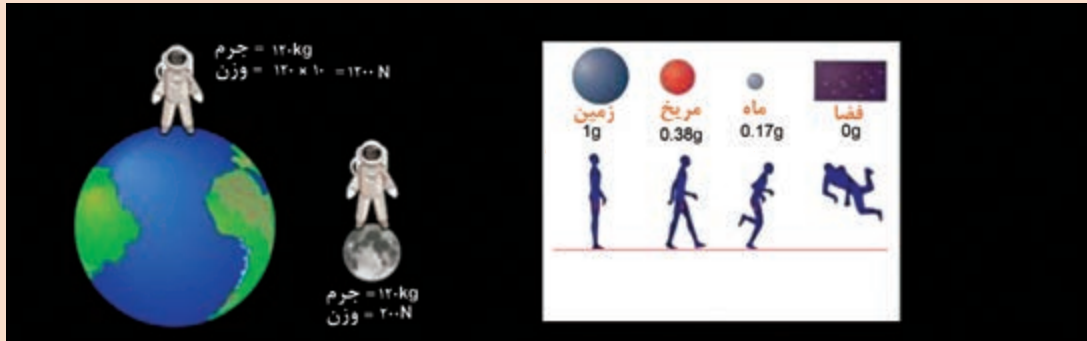 جرم = ۱۲۰kg
وزن = ۱۲۰ × ۱۰ = ۱۲۰۰ N
جرم = ۱۲۰kg
وزن = ۲۰۰N
زمین
1g
مریخ
0.38g
ماه
0.17g
فضا
0g